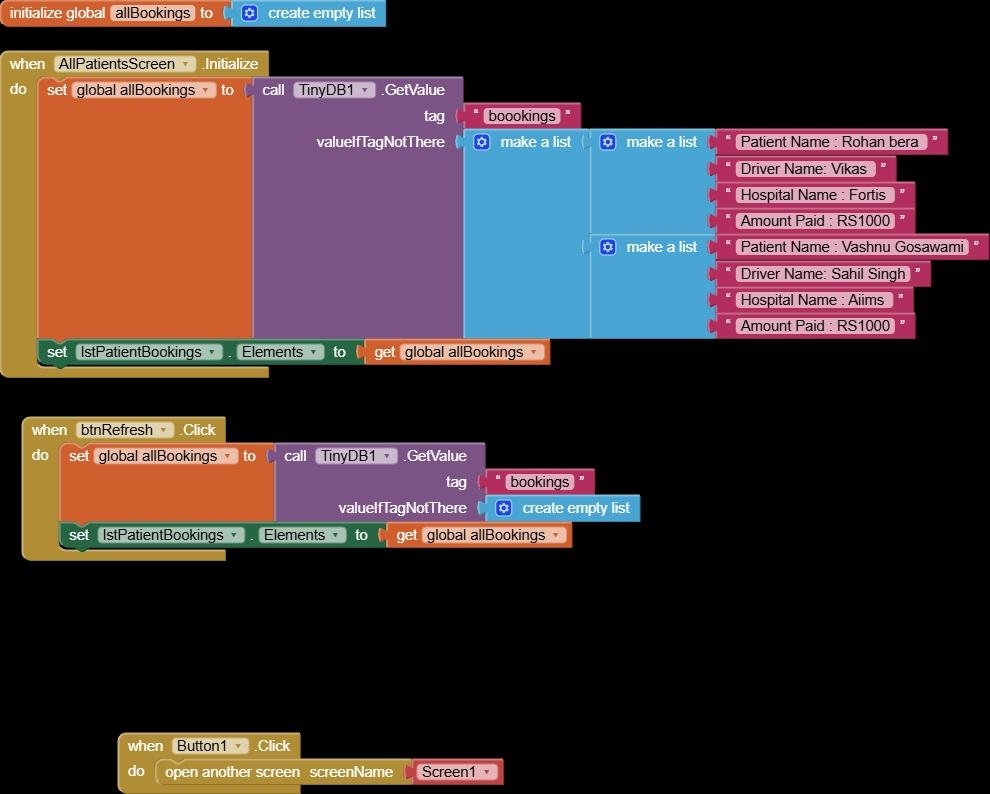 initialize global allBookings to create empty list
when AllPatientsScreen .Initialize
do set global allBookings to call TinyDB1 .GetValue
tag " boookings "
valueIfTagNotThere make a list make a list " Patient Name : Rohan bera "
" Driver Name: Vikas "
" Hospital Name : Fortis "
" Amount Paid : RS1000 "
make a list " Patient Name : Vashnu Gosawami "
" Driver Name: Sahil Singh "
" Hospital Name : Aiims "
" Amount Paid : RS1000 "
set lstPatientBookings . Elements to get global allBookings
when btnRefresh .Click
do set global allBookings to call TinyDB1 .GetValue
tag " bookings "
valueIfTagNotThere create empty list
set lstPatientBookings . Elements to get global allBookings
when Button1 .Click
do open another screen screenName Screen1